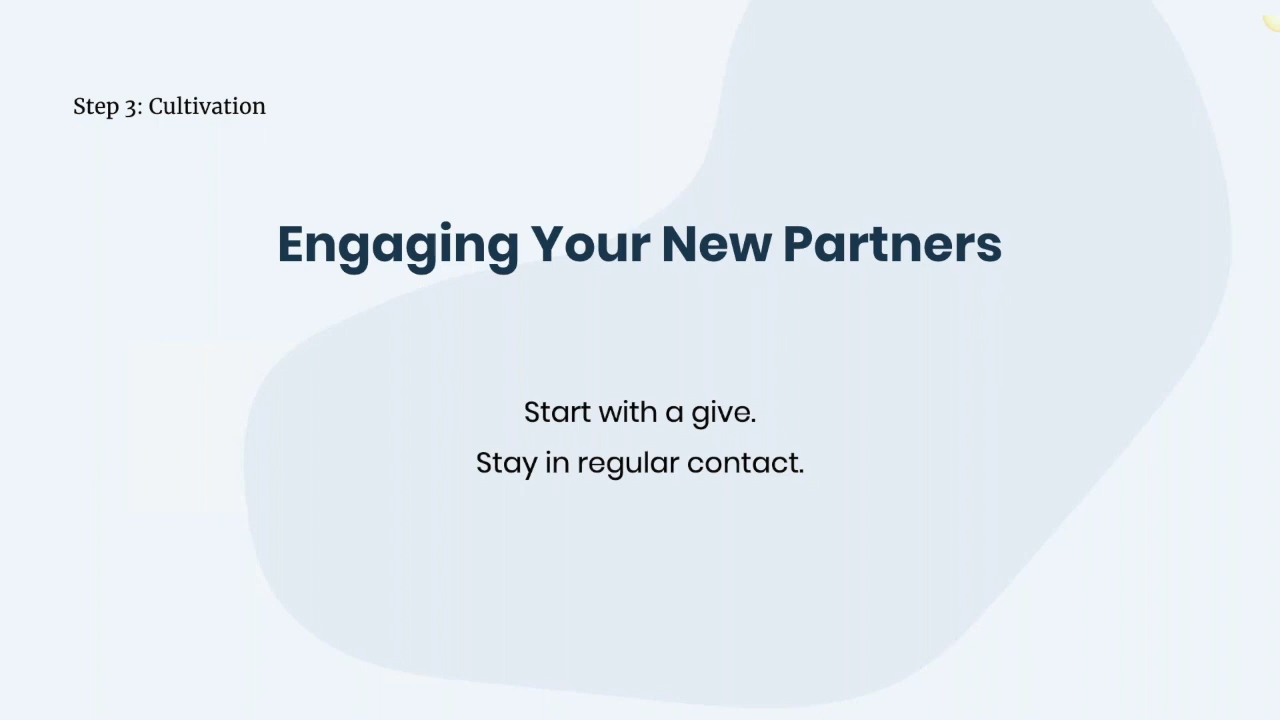 Step 3: Cultivation
Engaging Your New Partners
Start with a give.
Stay in regular contact.